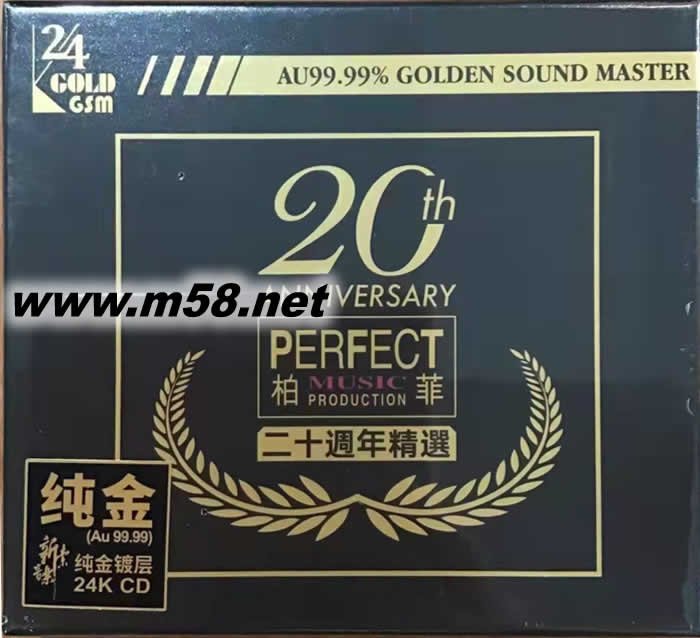 24
GOLD
GSM
AU99.99% GOLDEN SOUND MASTER
20th
ANNIVERSARY
www.m58.net
PERFECT
柏 MUSIC 菲
PRODUCTION
二十週年精選
纯金
(Au 99.99)
纯金镀层
24K CD